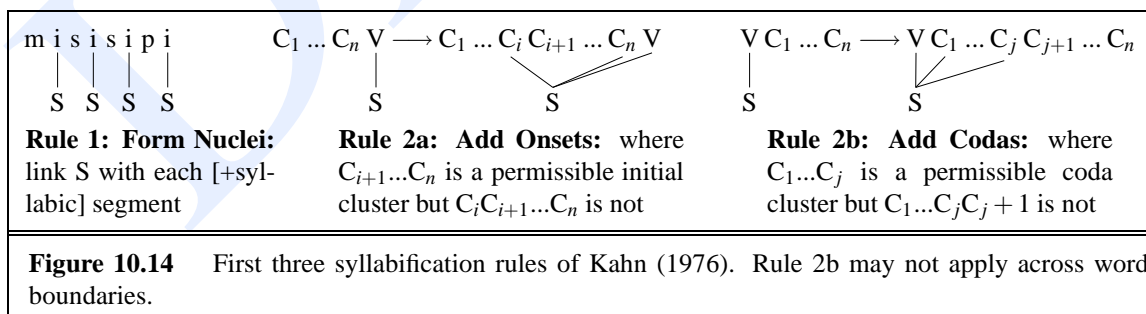 m i s i s i p i
S S S S
C1 ... Cn V → C1 ... Ci Ci+1 ... Cn V
S S
V C1 ... Cn → V C1 ... Cj Cj+1 ... Cn
S S
Rule 1: Form Nuclei:
link S with each [+syl-
labic] segment
Rule 2a: Add Onsets: where
Ci+1...Cn is a permissible initial
cluster but CiCi+1...Cn is not
Rule 2b: Add Codas: where
C1...Cj is a permissible coda
cluster but C1...CjCj + 1 is not
Figure 10.14 First three syllabification rules of Kahn (1976). Rule 2b may not apply across word
boundaries.